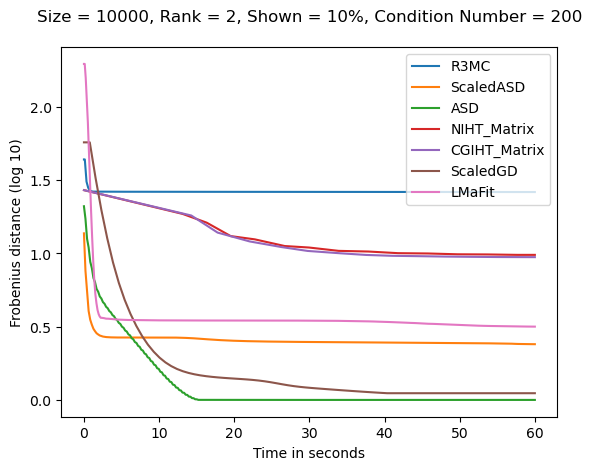 Size = 10000, Rank = 2, Shown = 10%, Condition Number = 200
Frobenius distance (log 10)
2.0
1.5
1.0
0.5
0.0
R3MC
ScaledASD
ASD
NIHT_Matrix
CGIHT_Matrix
ScaledGD
LMaFit
0 10 20 30 40 50 60
Time in seconds